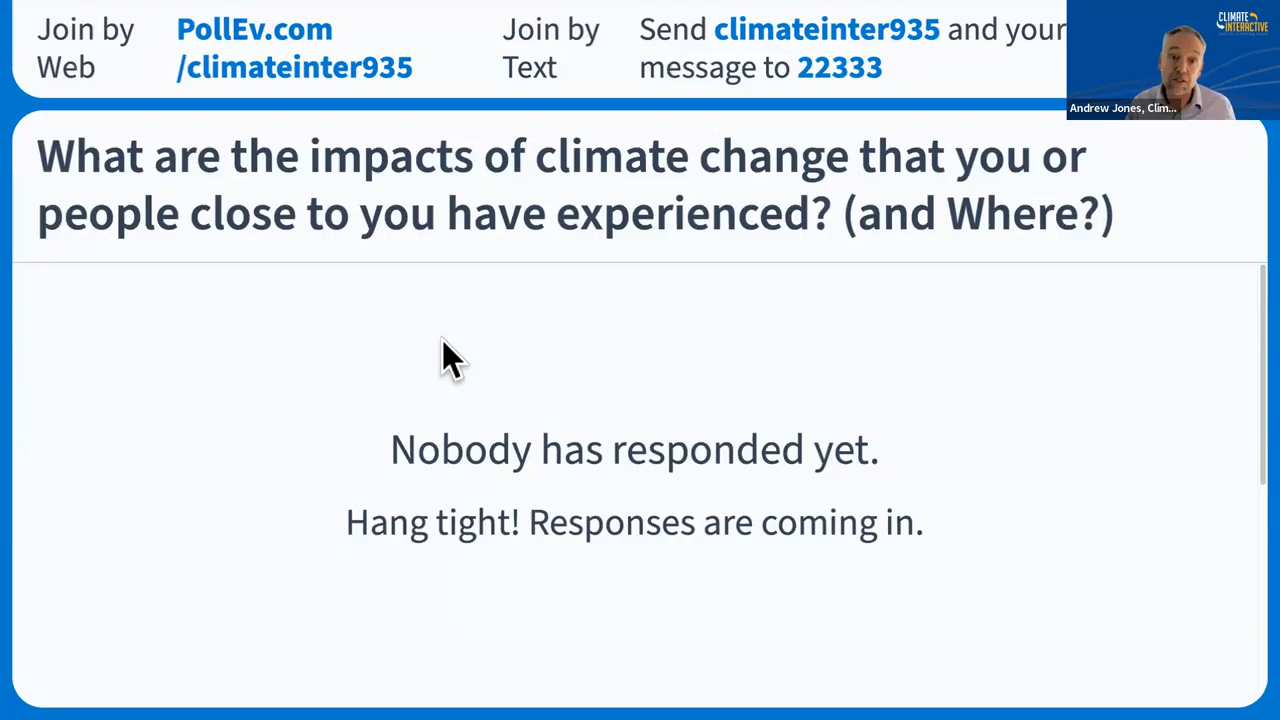 Join by
Web
PollEv.com
/climateinter935
Join by
Text
Send climateinter935 and your
message to 22333
CLIMATE
INTERACTIVE
Andrew Jones, Clim...
What are the impacts of climate change that you or
people close to you have experienced? (and Where?)
Nobody has responded yet.
Hang tight! Responses are coming in.